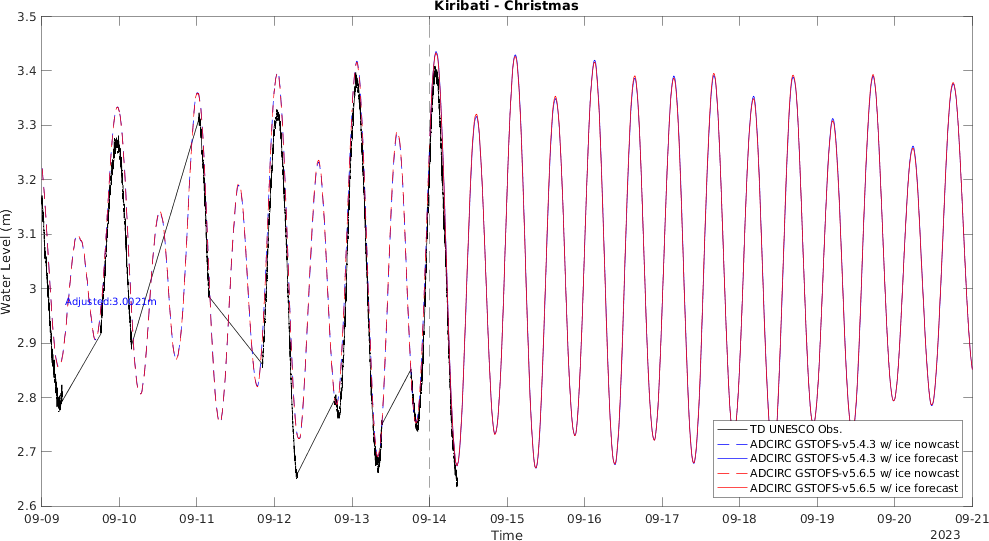 Kiribati - Christmas
Water Level (m)
3.5
3.4
3.3
3.2
3.1
3
2.9
2.8
2.7
2.6
Adjusted:3.0021m
TD UNESCO Obs.
ADCIRC GSTOFS-v5.4.3 w/ ice nowcast
ADCIRC GSTOFS-v5.4.3 w/ ice forecast
ADCIRC GSTOFS-v5.6.5 w/ ice nowcast
ADCIRC GSTOFS-v5.6.5 w/ ice forecast
09-09 09-10 09-11 09-12 09-13 09-14 09-15 09-16 09-17 09-18 09-19 09-20 09-21
Time
2023